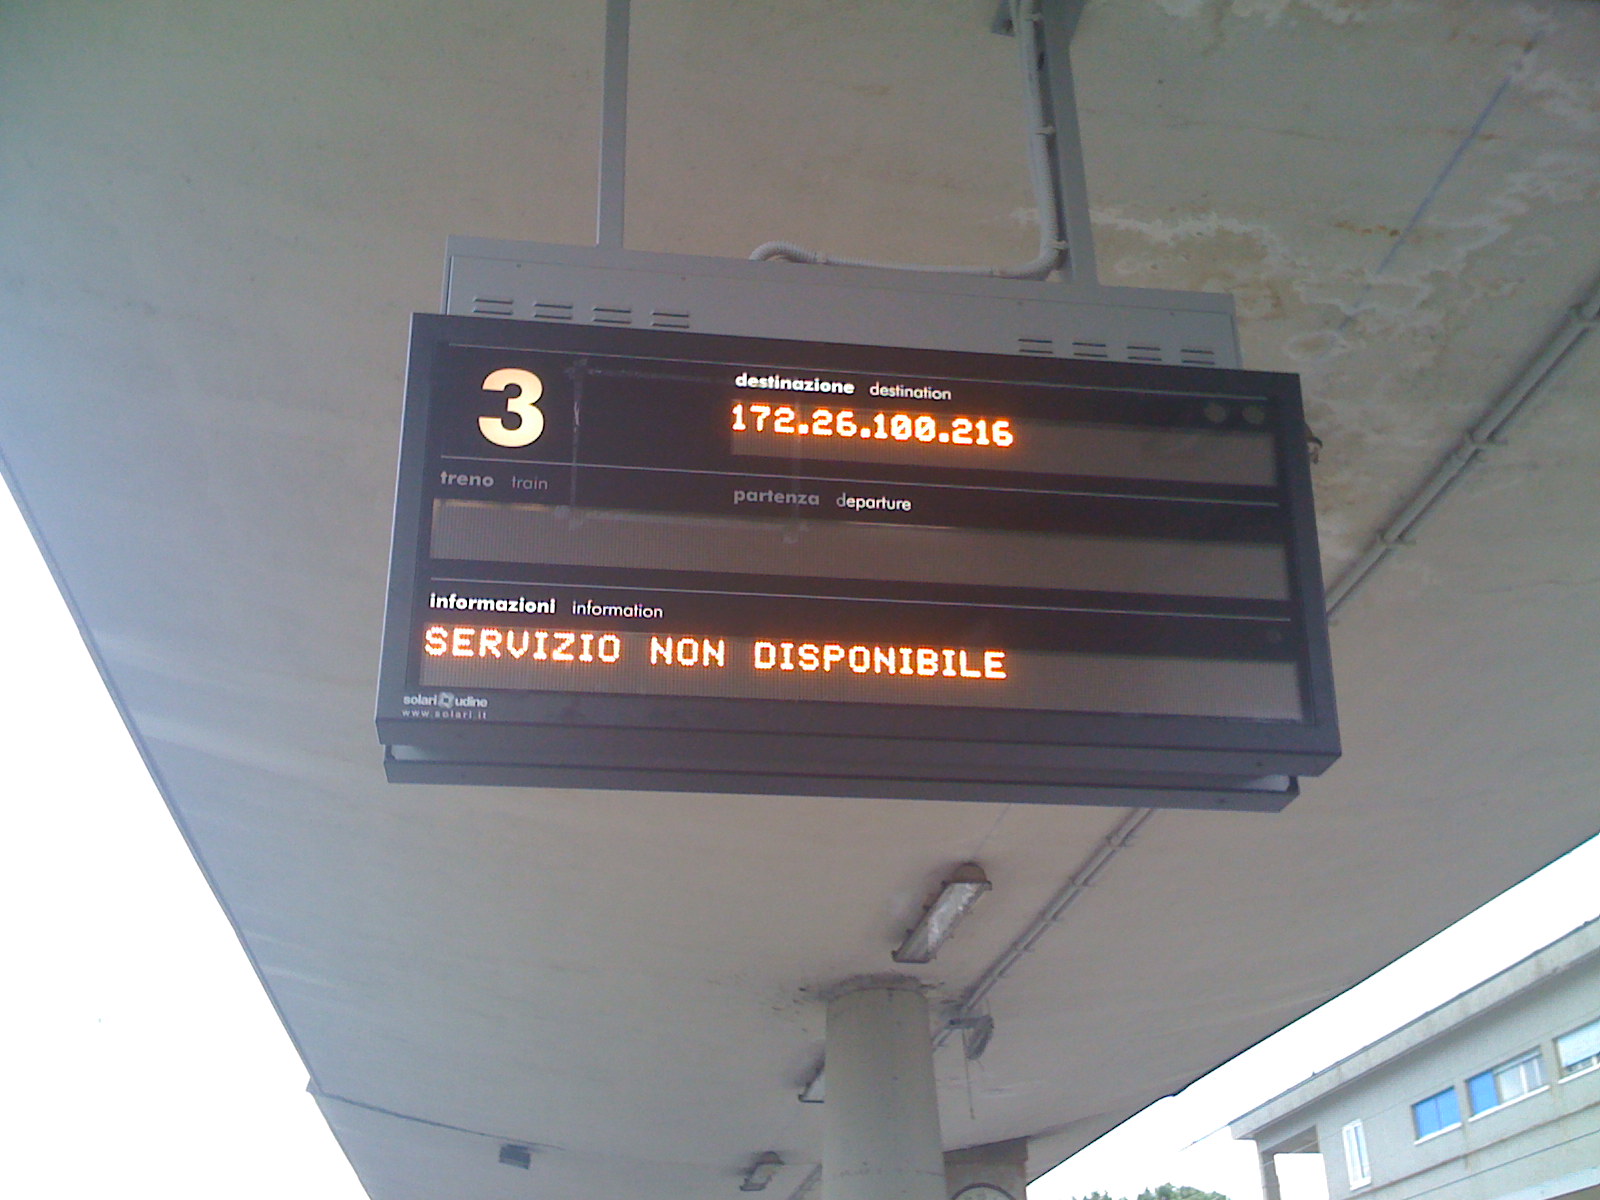 3
destinazione destination
172.26.100.216
treno train
partenza departure
informazioni information
SERVIZIO NON DISPONIBILE
solari udine
www.solari.it